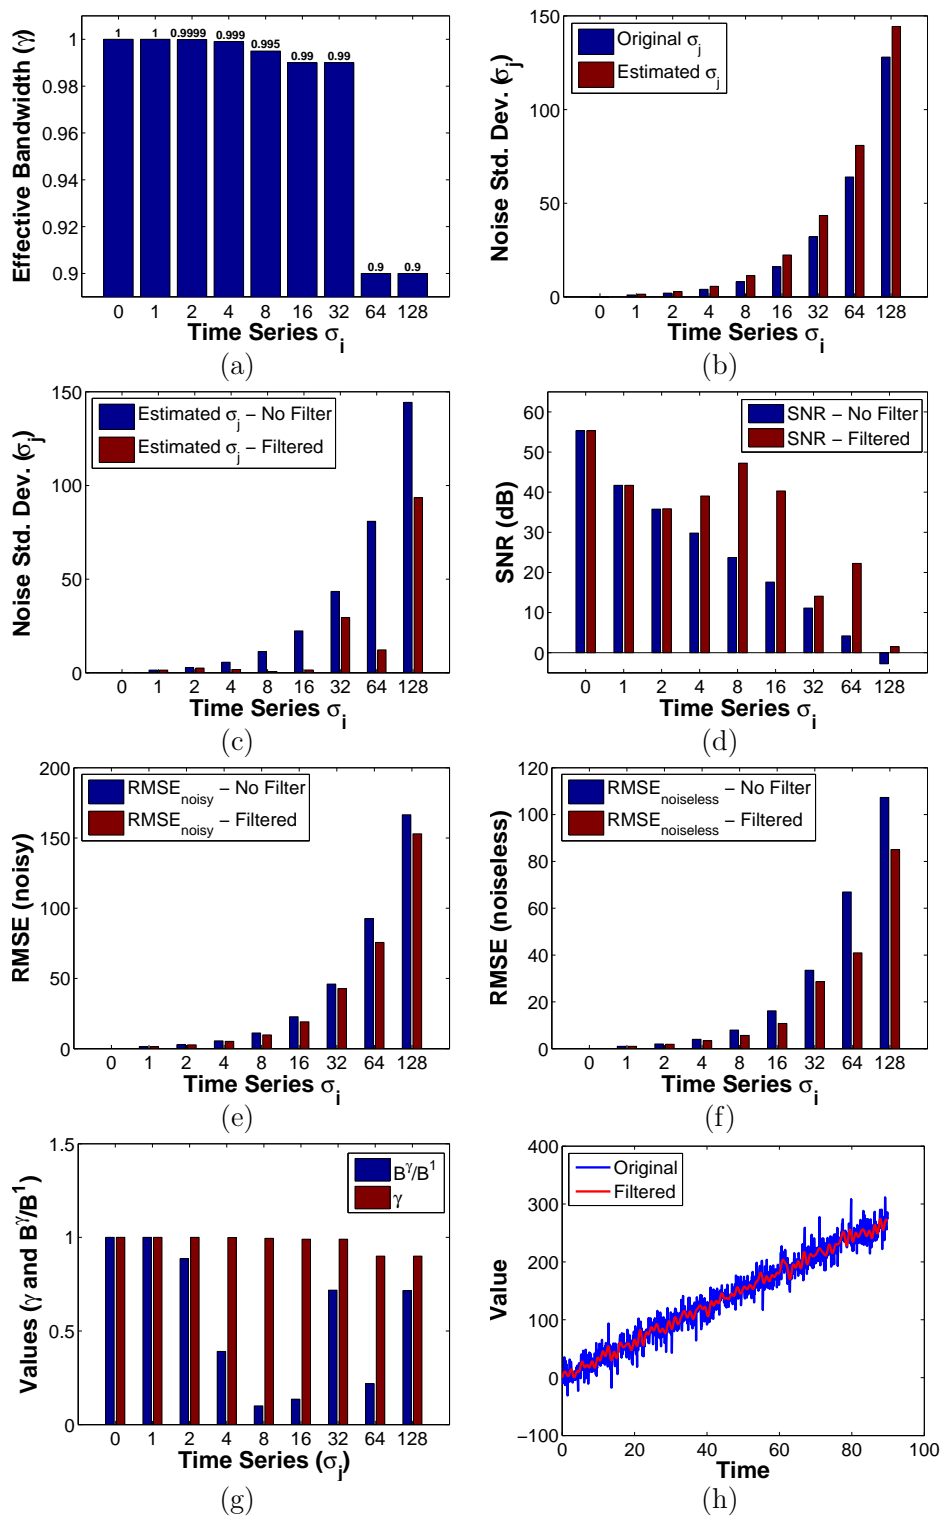 1 1 0.9999 0.999 0.995 0.99 0.99 0.9 0.9
1
0.98
0.96
0.94
0.92
0.9
Effective Bandwidth (γ)
0 1 2 4 8 16 32 64 128
Time Series σi
(a)
150
100
50
0
Noise Std. Dev. (σj)
Original σj
Estimated σj
0 1 2 4 8 16 32 64 128
Time Series σi
(b)
150
100
50
0
Noise Std. Dev. (σj)
Estimated σj − No Filter
Estimated σj − Filtered
0 1 2 4 8 16 32 64 128
Time Series σi
(c)
60
50
40
30
20
10
0
SNR (dB)
SNR − No Filter
SNR − Filtered
0 1 2 4 8 16 32 64 128
Time Series σi
(d)
200
150
100
50
0
RMSE (noisy)
RMSEnoisy − No Filter
RMSEnoisy − Filtered
0 1 2 4 8 16 32 64 128
Time Series σi
(e)
120
100
80
60
40
20
0
RMSE (noiseless)
RMSEnoiseless − No Filter
RMSEnoiseless − Filtered
0 1 2 4 8 16 32 64 128
Time Series σi
(f)
1.5
1
0.5
0
Values (γ and Bγ/B1)
Bγ/B1
γ
0 1 2 4 8 16 32 64 128
Time Series (σj)
(g)
400
300
200
100
0
−100
Value
Original
Filtered
0 20 40 60 80 100
Time
(h)